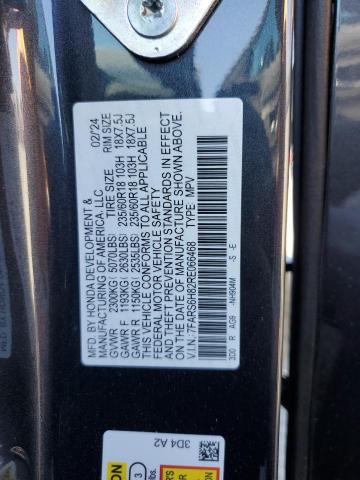 MFD. BY HONDA DEVELOPMENT & 02/'24
MANUFACTURING OF AMERICA, LLC TIRE SIZE RIM SIZE
GVWR 2300KG( 5070LBS)
GAWR F 1193KG( 2630LBS) 235/60R18 103H 18X7.5J
GAWR R 1150KG( 2535LBS) 235/60R18 103H 18X7.5J
THIS VEHICLE CONFORMS TO ALL APPLICABLE
FEDERAL MOTOR VEHICLE SAFETY
AND THEFT PREVENTION STANDARDS IN EFFECT
ON THE DATE OF MANUFACTURE SHOWN ABOVE.
V.I.N: 7FARS6H82RE066468 TYPE: MPV
3D0 R AG9 -NH904M S -E
3D4 A2